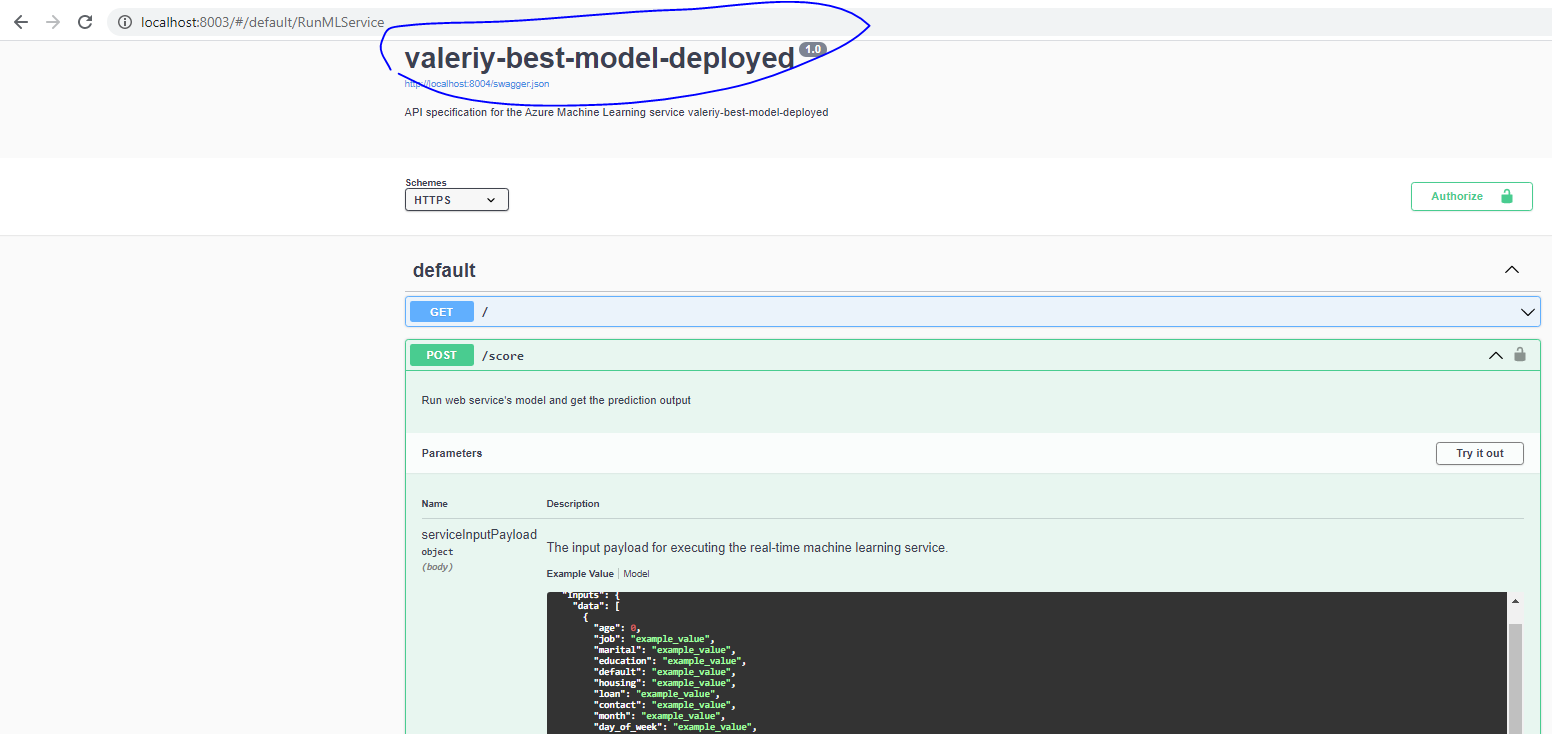 localhost:8003/#/default/RunMLService
valeriy-best-model-deployed 1.0
http://localhost:8004/swagger.json
API specification for the Azure Machine Learning service valeriy-best-model-deployed
Schemes
HTTPS
Authorize
default
GET /
POST /score
Run web service's model and get the prediction output
Parameters
Try it out
Name Description
serviceInputPayload
object
(body)
The input payload for executing the real-time machine learning service.
Example Value | Model
"Inputs": {
"data": [
{
"age": 0,
"job": "example_value",
"marital": "example_value",
"education": "example_value",
"default": "example_value",
"housing": "example_value",
"loan": "example_value",
"contact": "example_value",
"month": "example_value",
"day_of_week": "example_value",